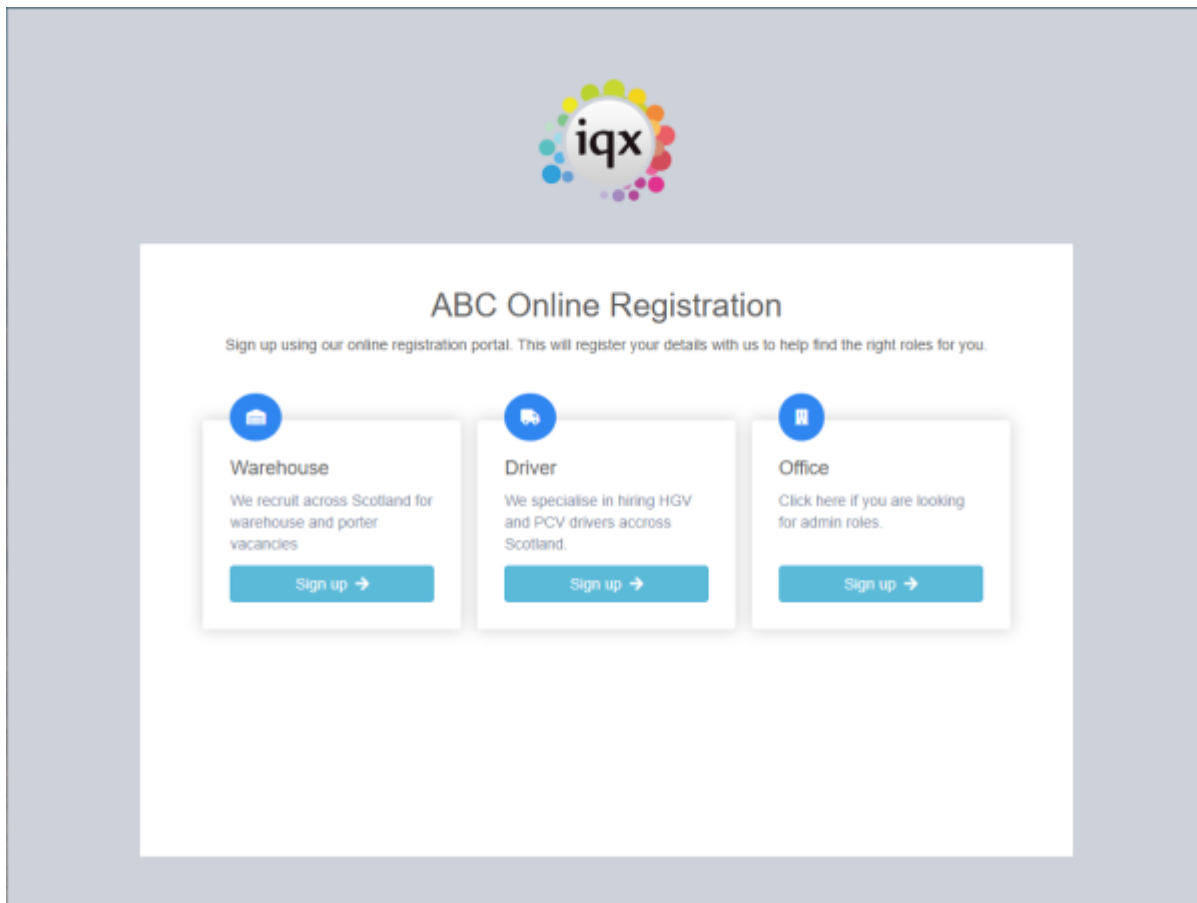 iqx
ABC Online Registration
Sign up using our online registration portal. This will register your details with us to help find the right roles for you.
Warehouse
We recruit across Scotland for
warehouse and porter
vacancies
Sign up
Driver
We specialise in hiring HGV
and PCV drivers accross
Scotland.
Sign up
Office
Click here if you are looking
for admin roles.
Sign up